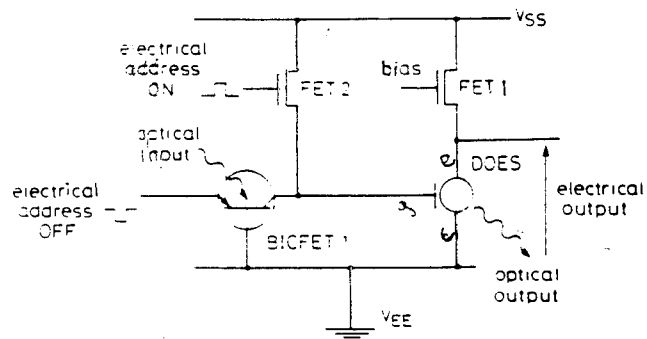 VSS
electrical
address
ON
FET 2
bias
FET 1
optical
input
DOES
electrical
address
OFF
BICFET 1
electrical
output
optical
output
VEE